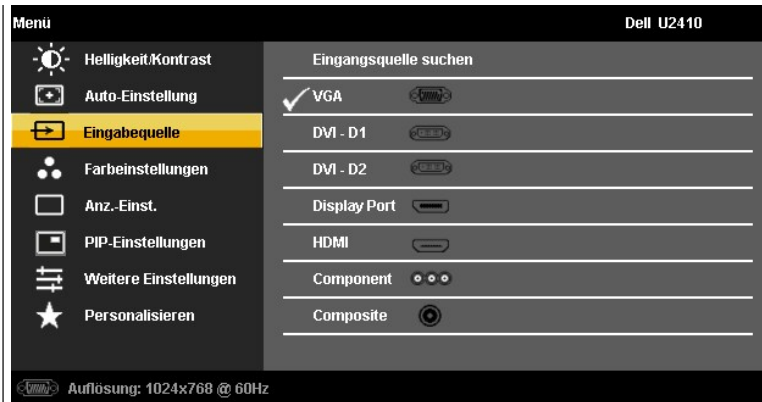 Menü
Dell U2410
Helligkeit/Kontrast
Auto-Einstellung
Eingabequelle
Farbeinstellungen
Anz.-Einst.
PIP-Einstellungen
Weitere Einstellungen
Personalisieren
Eingangsquelle suchen
VGA
DVI - D1
DVI - D2
Display Port
HDMI
Component
Composite
Auflösung: 1024x768 @ 60Hz